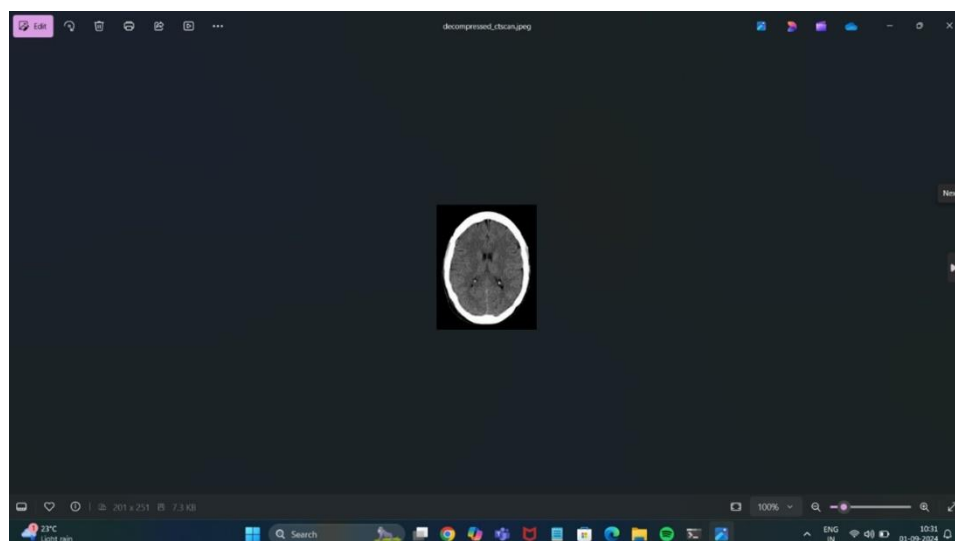 Edit
decompressed_ctscan.jpeg
201 x 251
7.3 KB
100%
23°C
Light rain
Search
ENG
IN
10:31
01-09-2024